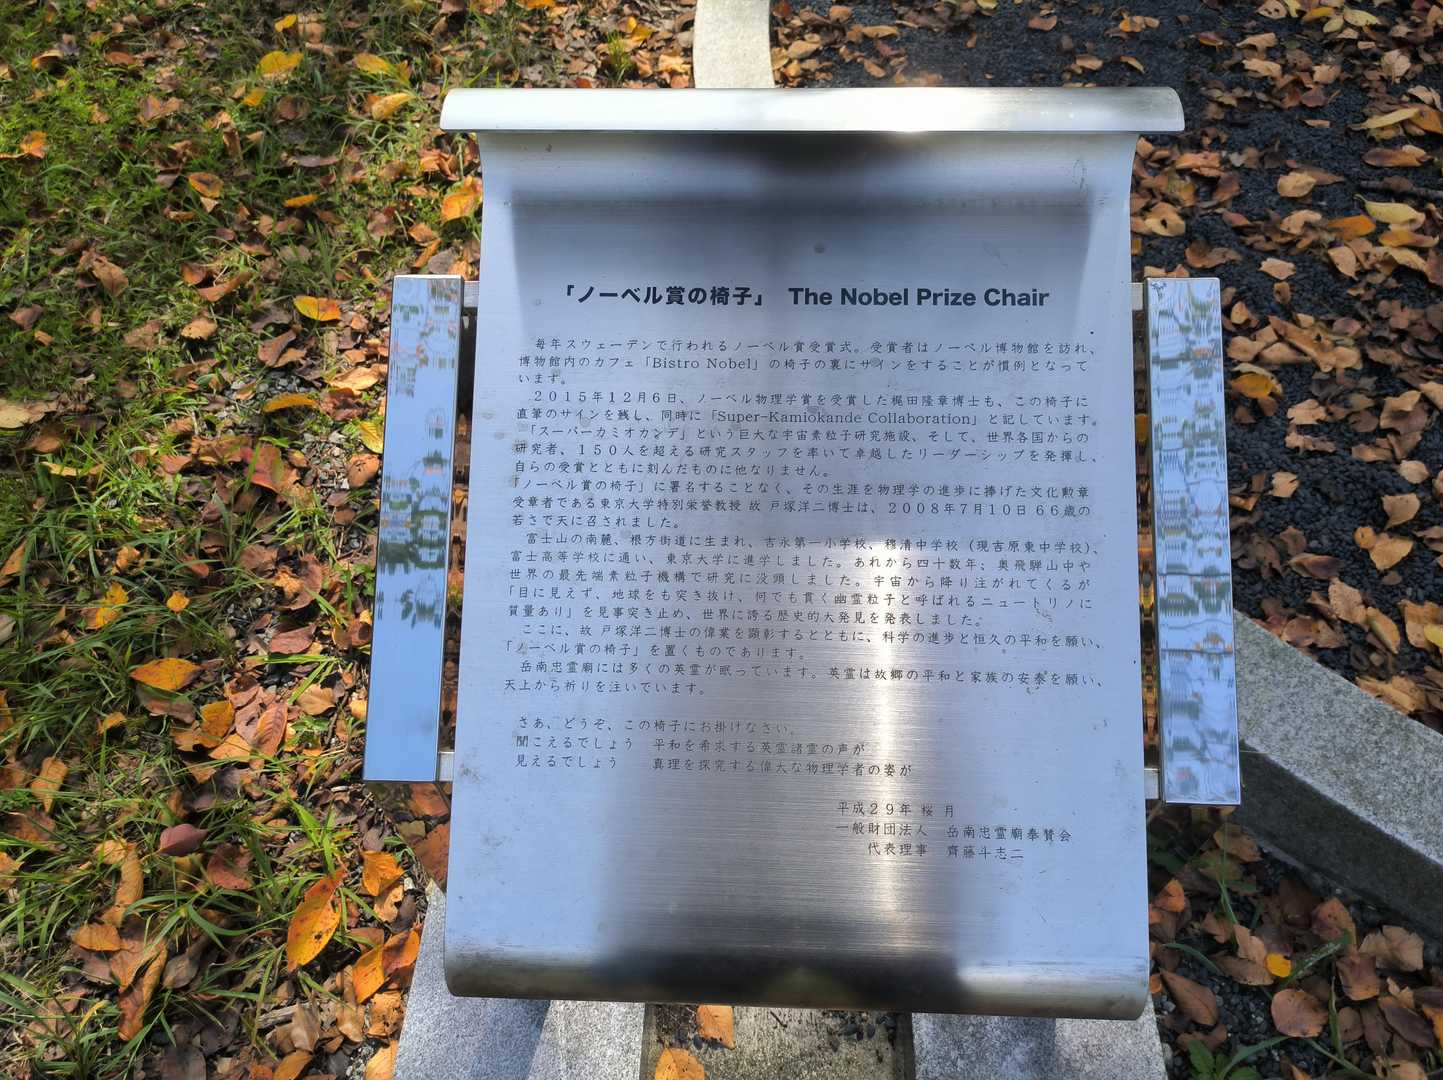 「ノーベル賞の椅子」 The Nobel Prize Chair
毎年スウェーデンで行われるノーベル賞受賞式。受賞者はノーベル博物館を訪れ、
博物館内のカフェ「Bistro Nobel」の椅子の裏にサインをすることが慣例となって
います。
２０１５年１２月６日、ノーベル物理学賞を受賞した梶田隆章博士も、この椅子に
直筆のサインを残し、同時に「Super-Kamiokande Collaboration」と記しています。
「スーパーカミオカンデ」という巨大な宇宙素粒子研究施設、そして、世界各国からの
研究者、１５０人を超える研究スタッフを率いて卓越したリーダーシップを発揮し、
自らの受賞とともに刻んだものに他なりません。
「ノーベル賞の椅子」に署名することなく、その生涯を物理学の進歩に捧げた文化勲章
受章者である東京大学特別栄誉教授 故 戸塚洋二博士は、２００８年７月１０日 ６６歳の
若さで天に召されました。
富士山の南麓、根方街道に生まれ、吉永第一小学校、穆清中学校（現吉原東中学校）、
富士高等学校に通い、東京大学に進学しました。あれから四十数年、奥飛騨山中や
世界の最先端素粒子機構で研究に没頭しました。宇宙から降り注がれてくるが
「目に見えず、地球をも突き抜け、何でも貫く幽霊粒子と呼ばれるニュートリノに
質量あり」を見事突き止め、世界に誇る歴史的大発見を発表しました。
ここに、故 戸塚洋二博士の偉業を顕彰するとともに、科学の進歩と恒久の平和を願い、
「ノーベル賞の椅子」を置くものであります。
岳南忠霊廟には多くの英霊が眠っています。英霊は故郷の平和と家族の安泰を願い、
天上から祈りを注いでいます。
さあ、どうぞ、この椅子にお掛けなさい。
聞こえるでしょう　平和を希求する英霊諸霊の声が
見えるでしょう　真理を探究する偉大な物理学者の姿が
平成２９年 桜 月
一般財団法人　岳南忠霊廟奉賛会
代表理事　齊藤斗志二